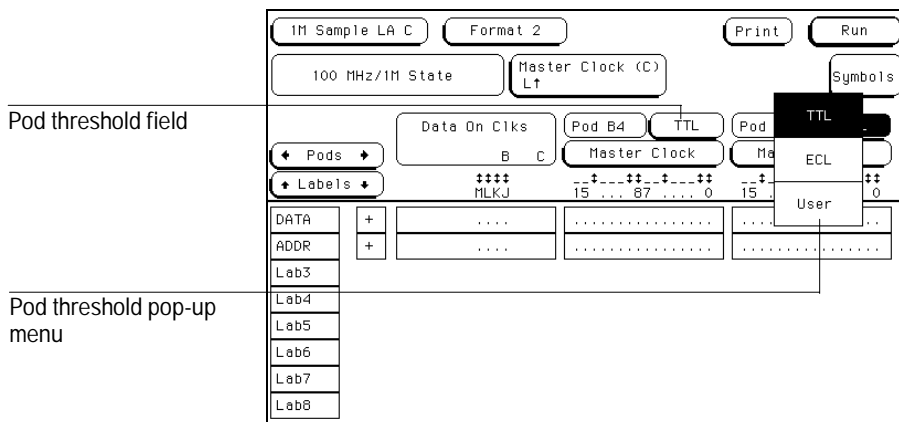 1M Sample LA C Format 2 Print Run
100 MHz/1M State Master Clock (C) Symbols
L↑
Pod threshold field
Data On Clks Pod B4 TTL Pod TTL
← Pods → B C Master Clock Ma ECL
↑ Labels ↓ MLKJ 15 ... 87 .... 0 15 . User 0
DATA + .... ................ ................
ADDR + .... ................ ................
Lab3
Pod threshold pop-up
menu
Lab4
Lab5
Lab6
Lab7
Lab8